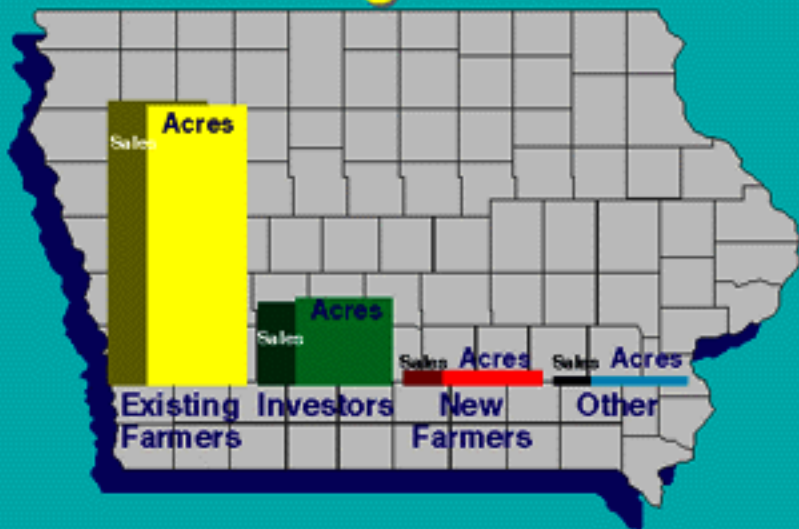 Sales
Acres
Sales
Acres
Sales
Acres
Sales
Acres
Existing
Farmers
Investors
New
Farmers
Other